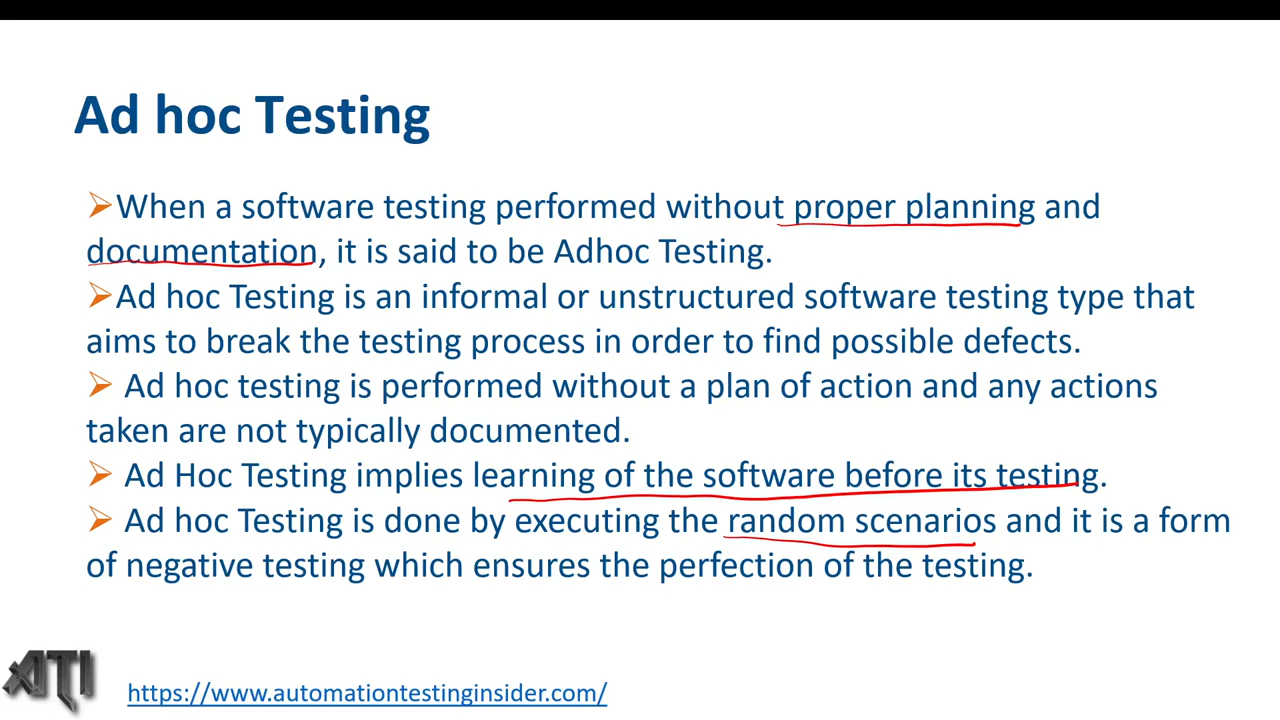 Ad hoc Testing
➢When a software testing performed without proper planning and
documentation, it is said to be Adhoc Testing.
➢Ad hoc Testing is an informal or unstructured software testing type that
aims to break the testing process in order to find possible defects.
➢ Ad hoc testing is performed without a plan of action and any actions
taken are not typically documented.
➢ Ad Hoc Testing implies learning of the software before its testing.
➢ Ad hoc Testing is done by executing the random scenarios and it is a form
of negative testing which ensures the perfection of the testing.
ATI
https://www.automationtestinginsider.com/